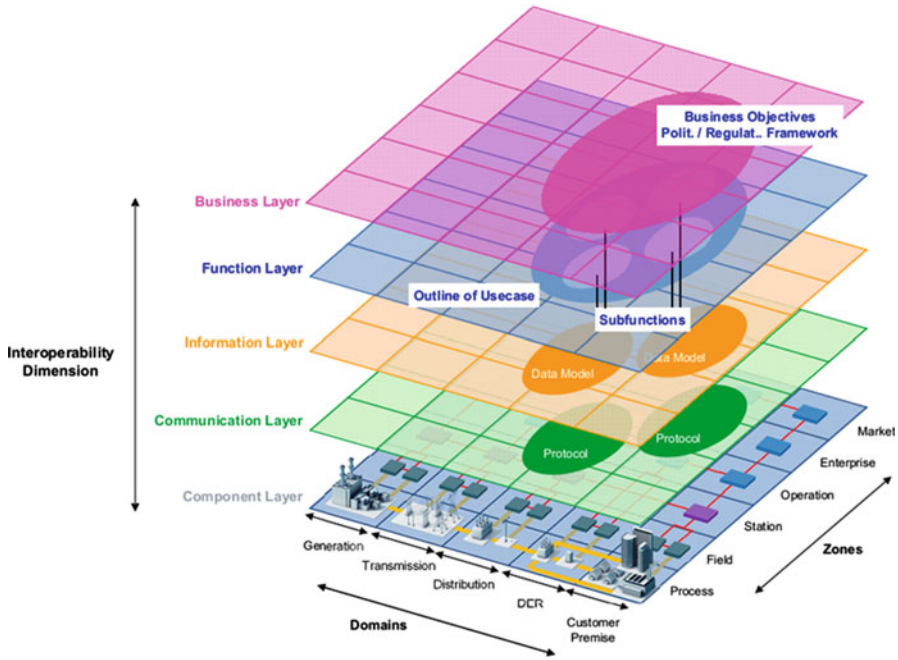 Business Objectives
Polit. / Regulat.. Framework
Business Layer
Function Layer
Outline of Usecase
Subfunctions
Information Layer
Data Model
Data Model
Interoperability
Dimension
Communication Layer
Protocol
Protocol
Component Layer
Market
Enterprise
Operation
Station
Field
Process
Zones
Generation
Transmission
Distribution
DER
Customer
Premise
Domains